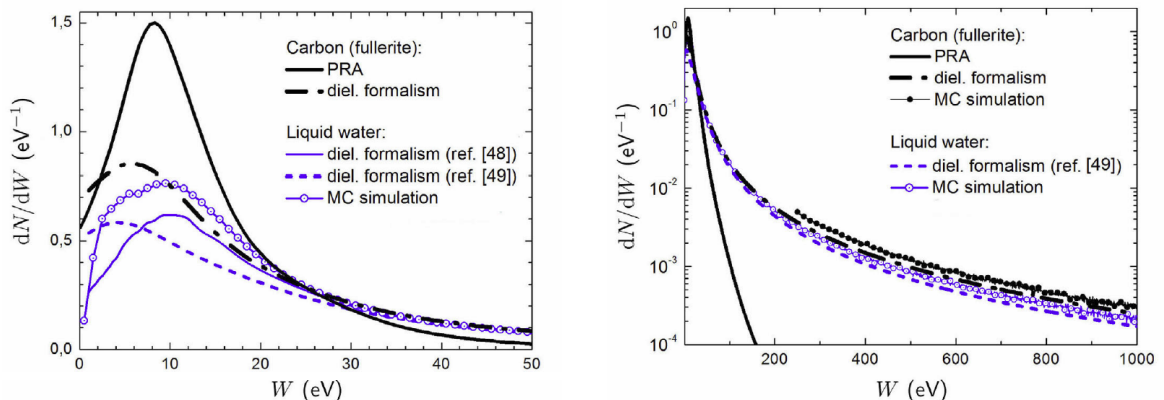 1,5
1,0
0,5
0,0
dN/dW (eV⁻¹)
Carbon (fullerite):
PRA
diel. formalism
Liquid water:
diel. formalism (ref. [48])
diel. formalism (ref. [49])
MC simulation
0 10 20 30 40 50
W (eV)
10⁰
10⁻¹
10⁻²
10⁻³
10⁻⁴
dN/dW (eV⁻¹)
Carbon (fullerite):
PRA
diel. formalism
MC simulation
Liquid water:
diel. formalism (ref. [49])
MC simulation
200 400 600 800 1000
W (eV)